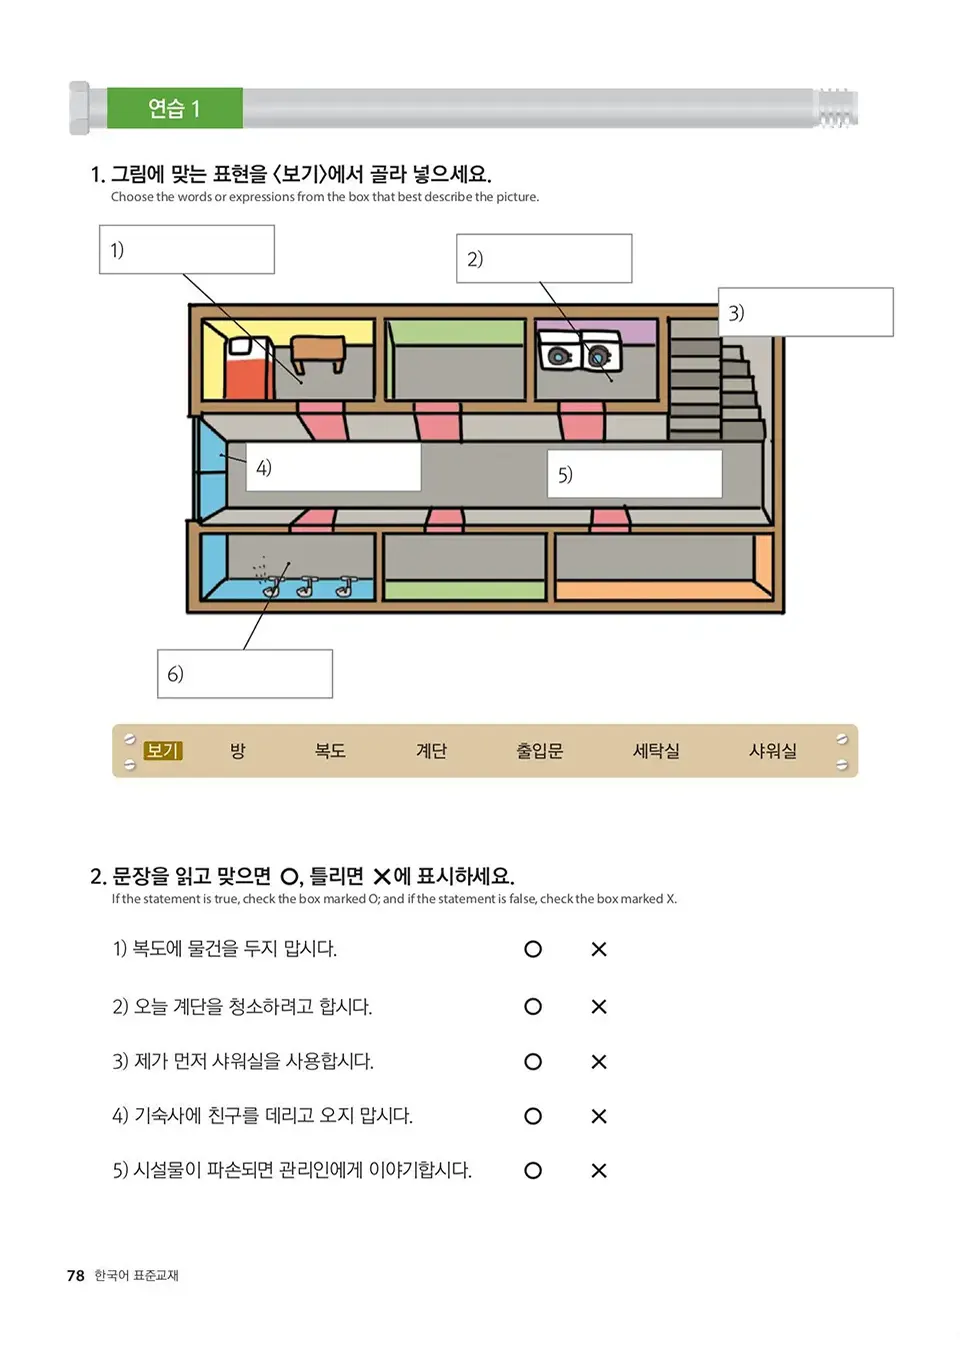 연습 1
1. 그림에 맞는 표현을 〈보기〉에서 골라 넣으세요.
Choose the words or expressions from the box that best describe the picture.
1)
2)
3)
4)
5)
6)
보기 방 복도 계단 출입문 세탁실 샤워실
2. 문장을 읽고 맞으면 O, 틀리면 X에 표시하세요.
If the statement is true, check the box marked O; and if the statement is false, check the box marked X.
1) 복도에 물건을 두지 맙시다. O X
2) 오늘 계단을 청소하려고 합시다. O X
3) 제가 먼저 샤워실을 사용합시다. O X
4) 기숙사에 친구를 데리고 오지 맙시다. O X
5) 시설물이 파손되면 관리인에게 이야기합시다. O X
78 한국어 표준교재